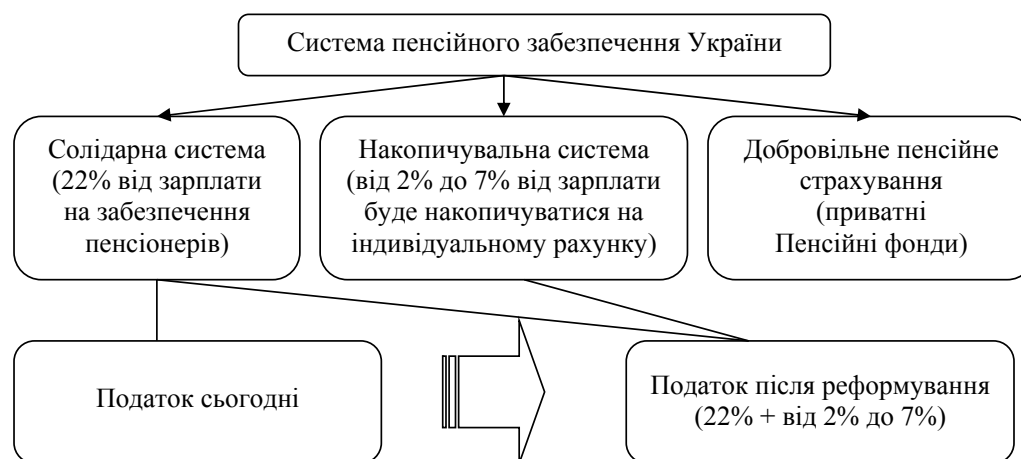 Система пенсійного забезпечення України
Солідарна система
(22% від зарплати
на забезпечення
пенсіонерів)
Накопичувальна система
(від 2% до 7% від зарплати
буде накопичуватися на
індивідуальному рахунку)
Добровільне пенсійне
страхування
(приватні
Пенсійні фонди)
Податок сьогодні
Податок після реформування
(22% + від 2% до 7%)